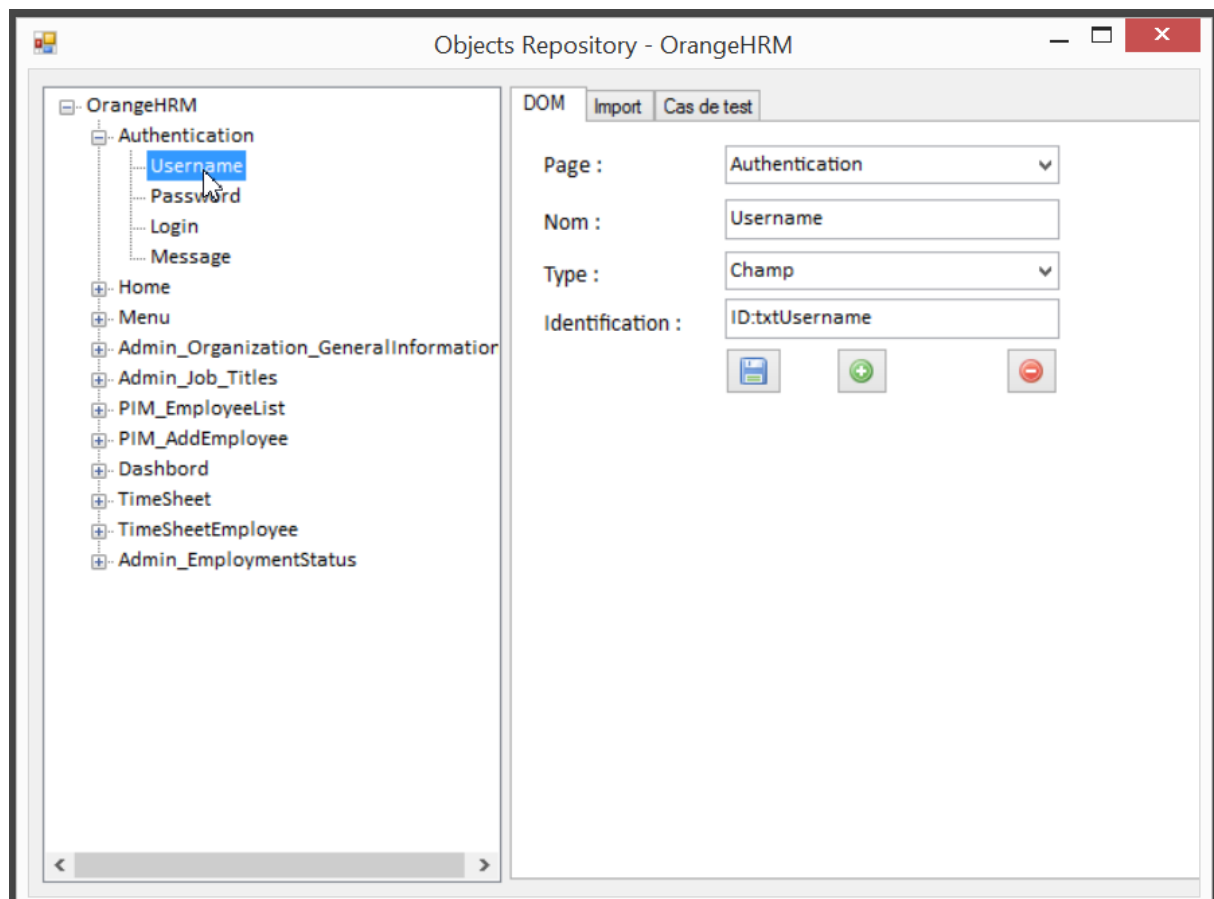 Objects Repository - OrangeHRM
OrangeHRM
Authentication
Username
Password
Login
Message
Home
Menu
Admin_Organization_GeneralInformation
Admin_Job_Titles
PIM_EmployeeList
PIM_AddEmployee
Dashbord
TimeSheet
TimeSheetEmployee
Admin_EmploymentStatus
DOM Import Cas de test
Page : Authentication
Nom : Username
Type : Champ
Identification : ID:txtUsername